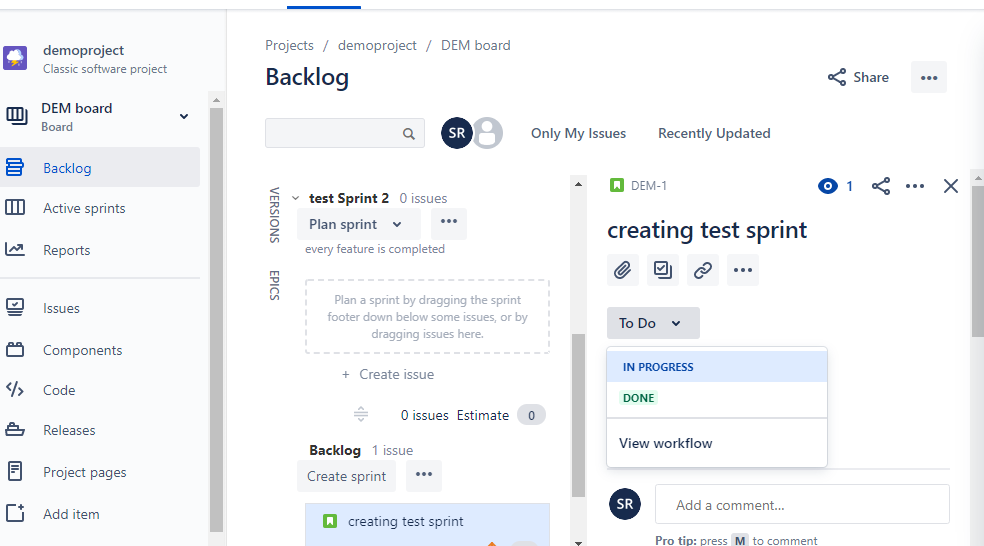 demoproject
Classic software project
DEM board
Board
Backlog
Active sprints
Reports
Issues
Components
Code
Releases
Project pages
Add item
Projects / demoproject / DEM board
Backlog
Share
SR
Only My Issues
Recently Updated
VERSIONS
EPICS
test Sprint 2 0 issues
Plan sprint
every feature is completed
Plan a sprint by dragging the sprint
footer down below some issues, or by
dragging issues here.
+ Create issue
0 issues Estimate 0
Backlog 1 issue
Create sprint
creating test sprint
DEM-1
1
creating test sprint
To Do
IN PROGRESS
DONE
View workflow
SR
Add a comment...
Pro tip: press M to comment